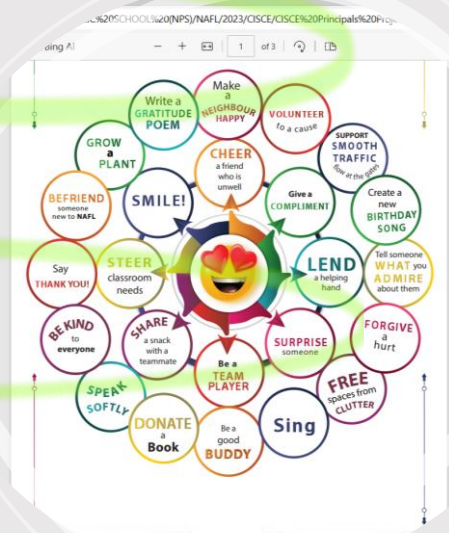 %20SCHOOL%20(NPS)/NAFL/2023/CISCE/CISCE%20Principals%20Proj
sing AI
1 of 3
Make
a
NEIGHBOUR
HAPPY
Write a
GRATITUDE
POEM
VOLUNTEER
to a cause
GROW
a
PLANT
CHEER
a friend
who is
unwell
SUPPORT
SMOOTH
TRAFFIC
flow at the gates
BEFRIEND
someone
new to NAFL
SMILE!
Give a
COMPLIMENT
Create a
new
BIRTHDAY
SONG
Say
THANK YOU!
STEER
classroom
needs
LEND
a helping
hand
Tell someone
WHAT you
ADMIRE
about them
BE KIND
to
everyone
SHARE
a snack
with a
teammate
SURPRISE
someone
FORGIVE
a
hurt
Be a
TEAM
PLAYER
SPEAK
SOFTLY
FREE
spaces from
CLUTTER
DONATE
a
Book
Be a
good
BUDDY
Sing